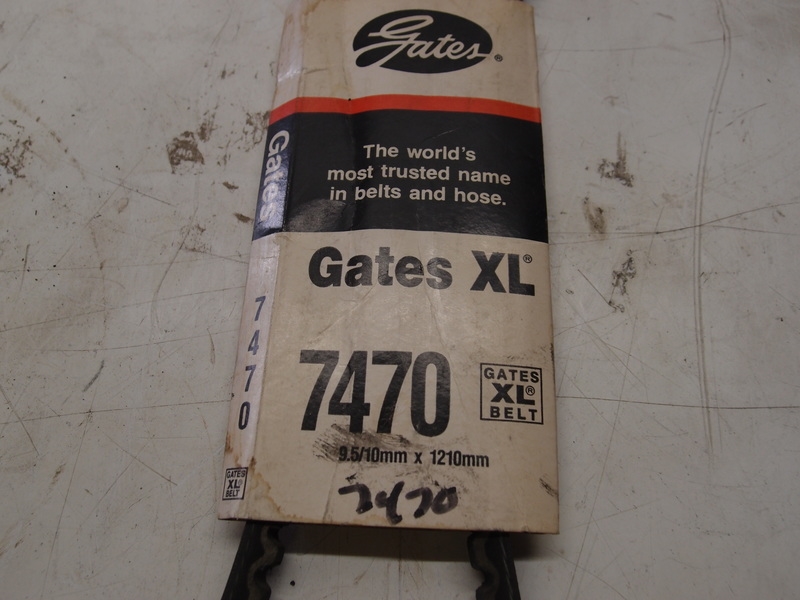 Gates®
The world's
most trusted name
in belts and hose.
Gates XL®
7470
GATES
XL®
BELT
9.5/10mm x 1210mm
7470
Gates
7470
GATES
XL®
BELT